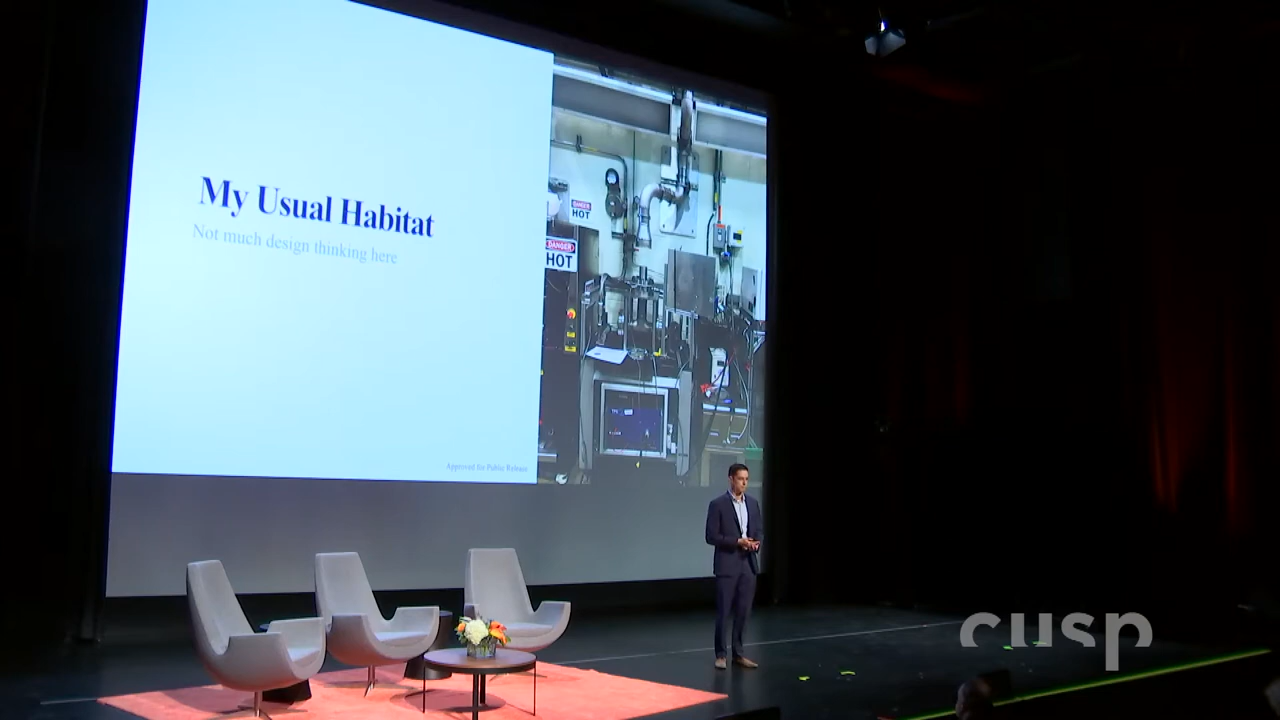 My Usual Habitat
Not much design thinking here
DANGER
HOT
DANGER
HOT
Approved for Public Release
cusp